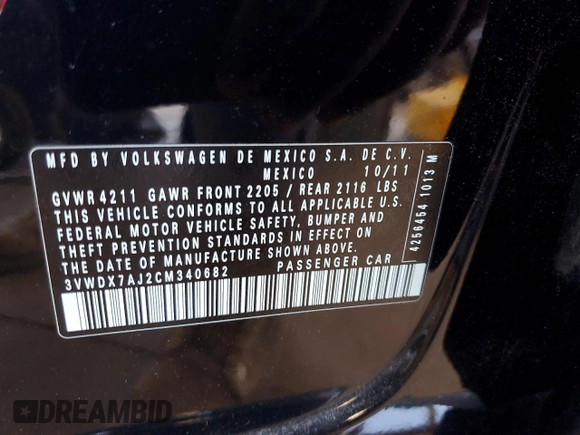 MFD BY VOLKSWAGEN DE MEXICO S.A. DE C.V.
MEXICO 10/11
GVWR 4211 GAWR FRONT 2205 / REAR 2116 LBS
THIS VEHICLE CONFORMS TO ALL APPLICABLE U.S.
FEDERAL MOTOR VEHICLE SAFETY, BUMPER AND
THEFT PREVENTION STANDARDS IN EFFECT ON
THE DATE OF MANUFACTURE SHOWN ABOVE.
3VWDX7AJ2CM340682 PASSENGER CAR
4256454 1013 M
DREAMBID